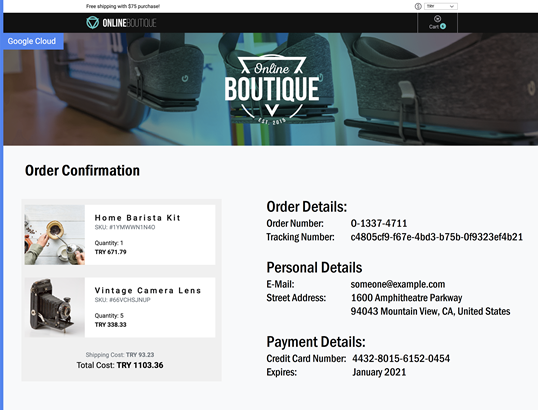 Free shipping with $75 purchase!
TRY
ONLINEBOUTIQUE
Cart
Google Cloud
Online
BOUTIQUE
EST. 2019
Order Confirmation
Home Barista Kit
SKU: #1YMWWN1N4O
Quantity: 1
TRY 671.79
Vintage Camera Lens
SKU: #66VCHSJNUP
Quantity: 5
TRY 338.33
Shipping Cost: TRY 93.23
Total Cost: TRY 1103.36
Order Details:
Order Number: O-1337-4711
Tracking Number: c4805cf9-f67e-4bd3-b75b-0f9323ef4b21
Personal Details
E-Mail: someone@example.com
Street Address: 1600 Amphitheatre Parkway
94043 Mountain View, CA, United States
Payment Details:
Credit Card Number: 4432-8015-6152-0454
Expires: January 2021